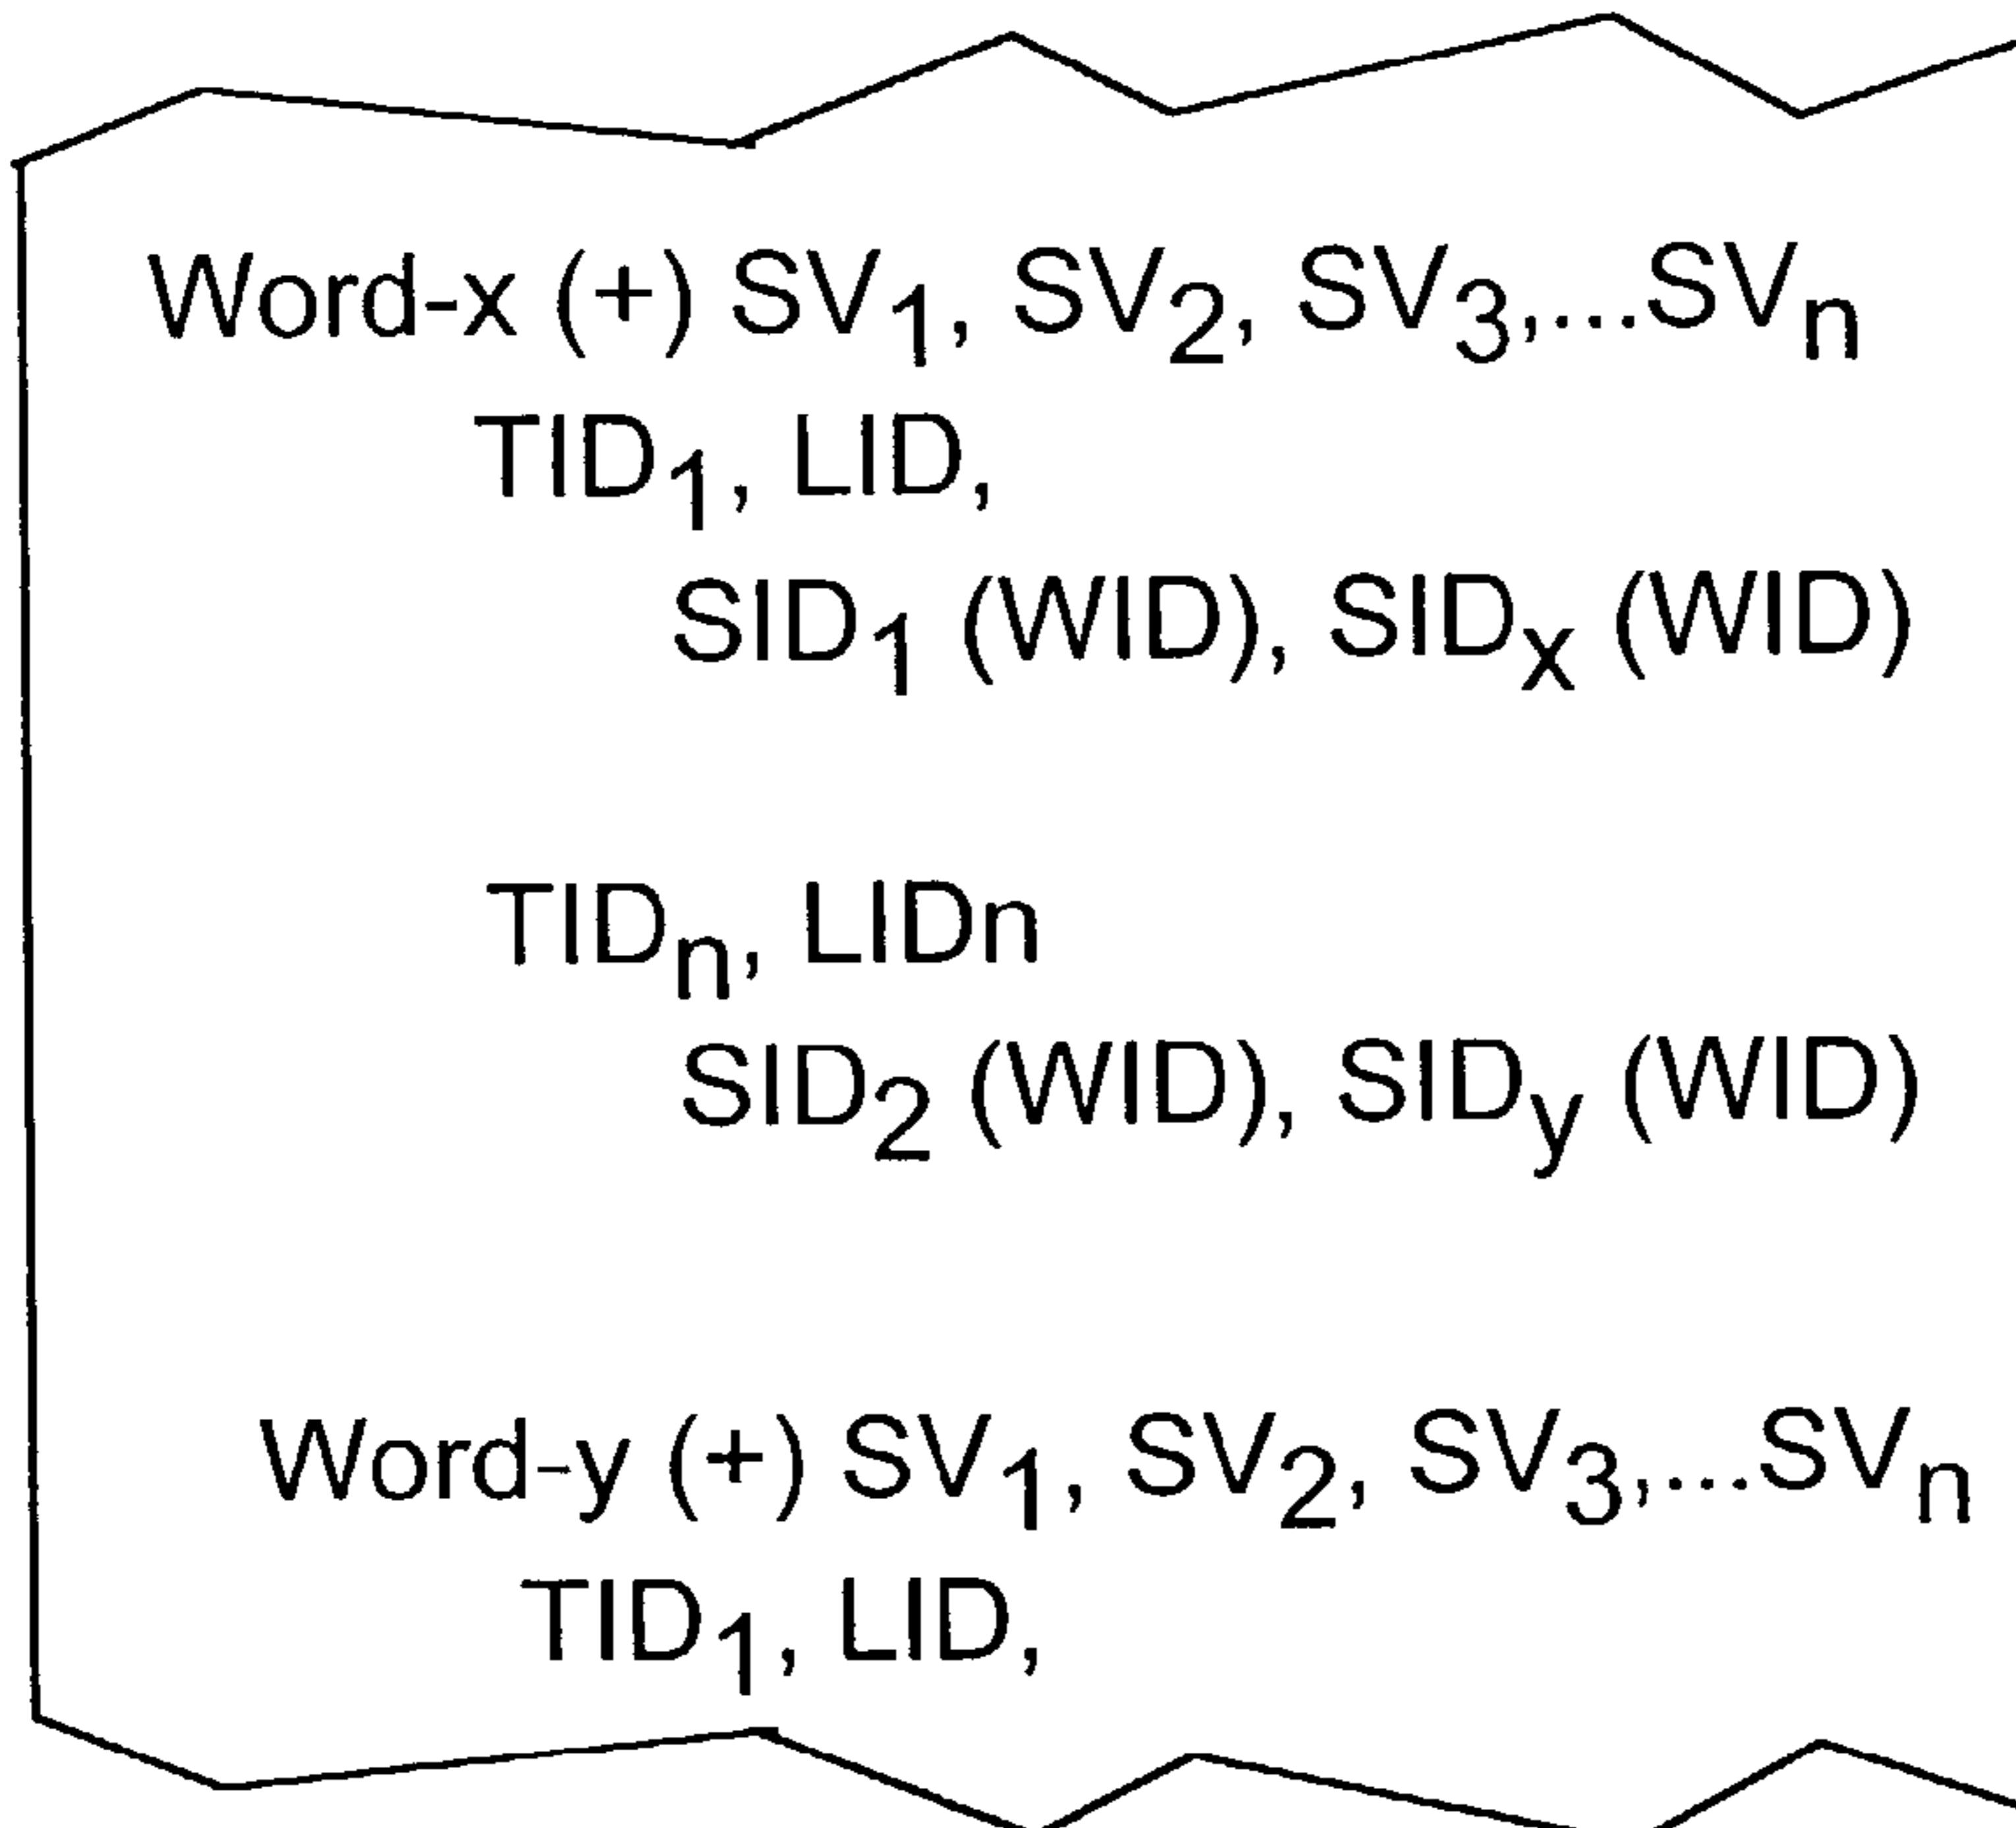 Word-x (+) SV₁, SV₂, SV₃,...SVₙ
TID₁, LID,
SID₁ (WID), SIDₓ (WID)
TIDₙ, LIDn
SID₂ (WID), SIDy (WID)
Word-y (+) SV₁, SV₂, SV₃,...SVₙ
TID₁, LID,